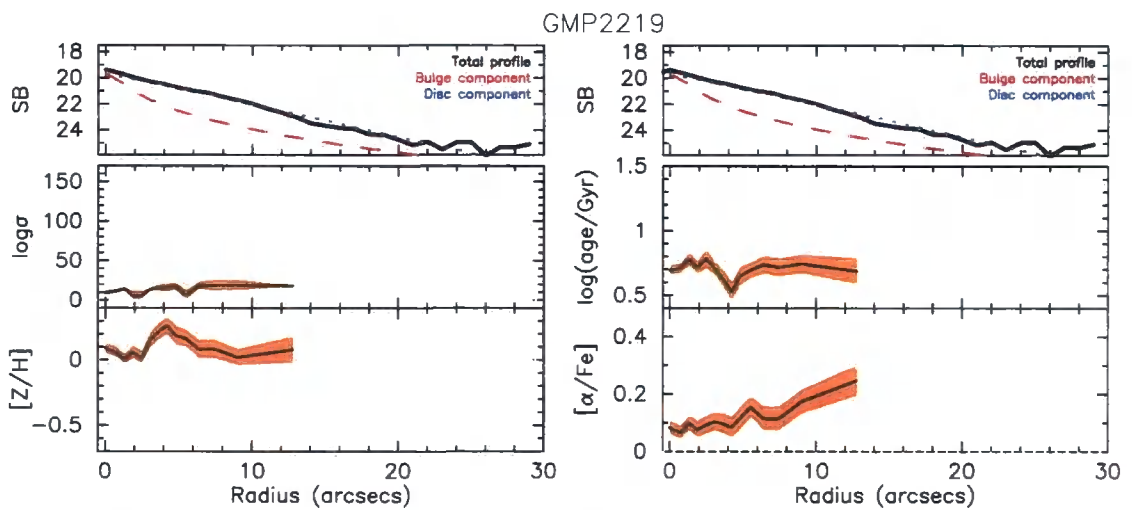 GMP2219
18
20
22
24
SB
Total profile
Bulge component
Disc component
150
100
50
0
logσ
0
−0.5
[Z/H]
0 10 20 30
Radius (arcsecs)
18
20
22
24
SB
Total profile
Bulge component
Disc component
1.5
1
0.5
log(age/Gyr)
0.4
0.2
0
[α/Fe]
0 10 20 30
Radius (arcsecs)